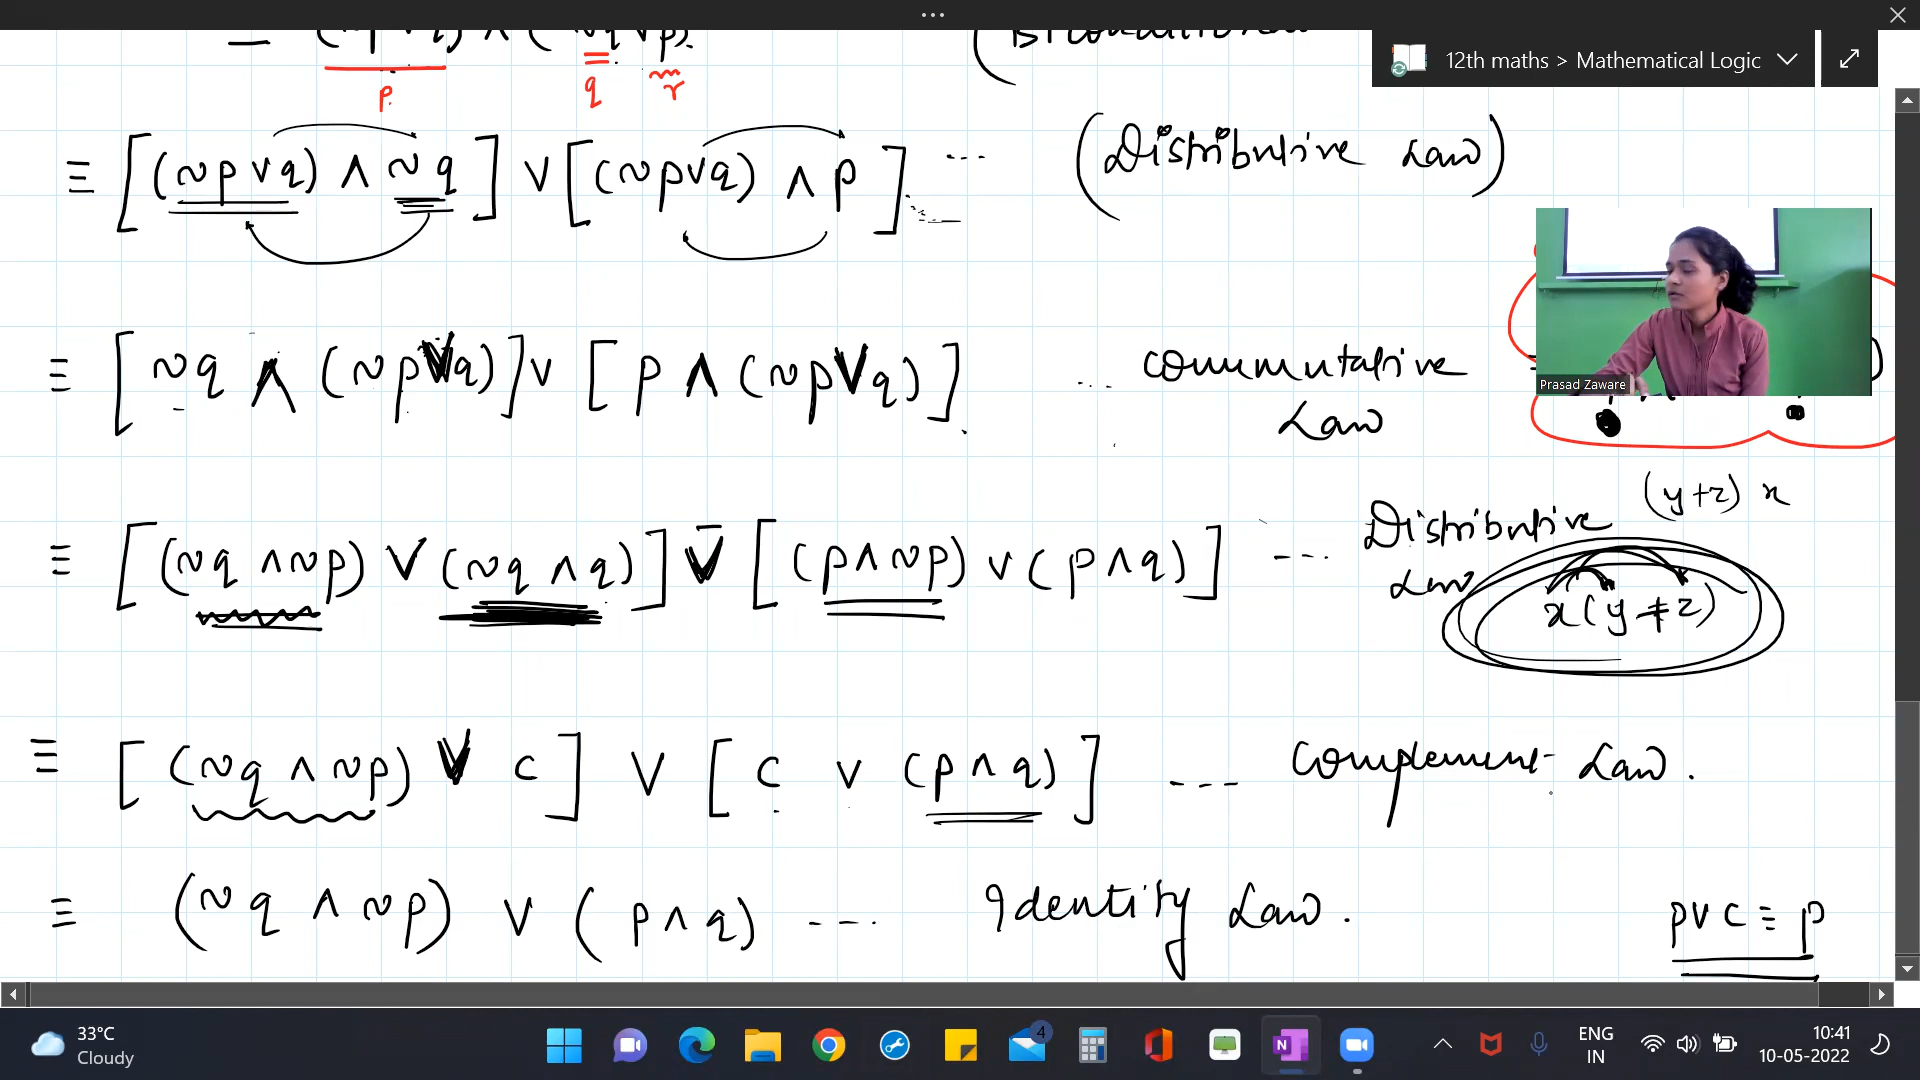 12th maths > Mathematical Logic
p q r
≡ [(~p∨q) ∧ ~q] ∨ [(~p∨q) ∧ p] ... (Distributive Law)
Prasad Zaware
≡ [~q ∧ (~p∨q)] ∨ [p ∧ (~p∨q)] ... commutative
Law
(y+z) x
≡ [(~q ∧ ~p) ∨ (~q ∧ q)] ∨ [(p ∧ ~p) ∨ (p ∧ q)] ... Distributive
Law
x(y+z)
≡ [(~q ∧ ~p) ∨ c] ∨ [c ∨ (p ∧ q)] --- complement Law.
≡ (~q ∧ ~p) ∨ (p ∧ q) --- Identity Law.
p∨c ≡ p
33°C
Cloudy
4
ENG
IN
10:41
10-05-2022